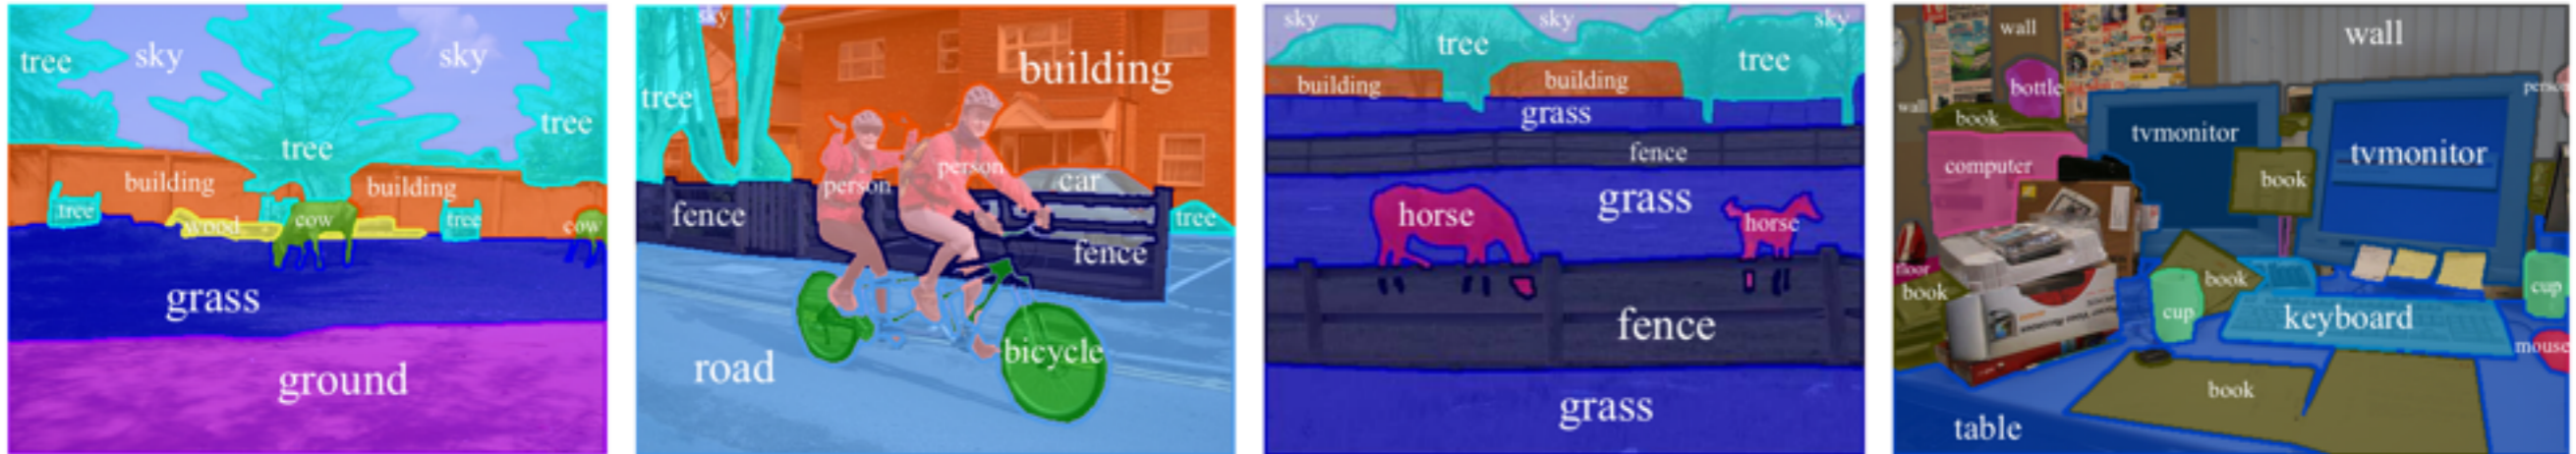 tree
sky
sky
tree
tree
building
building
tree
wood
cow
tree
cow
grass
ground
sky
building
tree
person
person
car
fence
tree
fence
bicycle
road
sky
sky
sky
tree
tree
building
building
grass
fence
grass
horse
horse
fence
grass
wall
wall
bottle
person
wall
book
tvmonitor
tvmonitor
computer
book
floor
book
book
cup
cup
keyboard
mouse
book
table